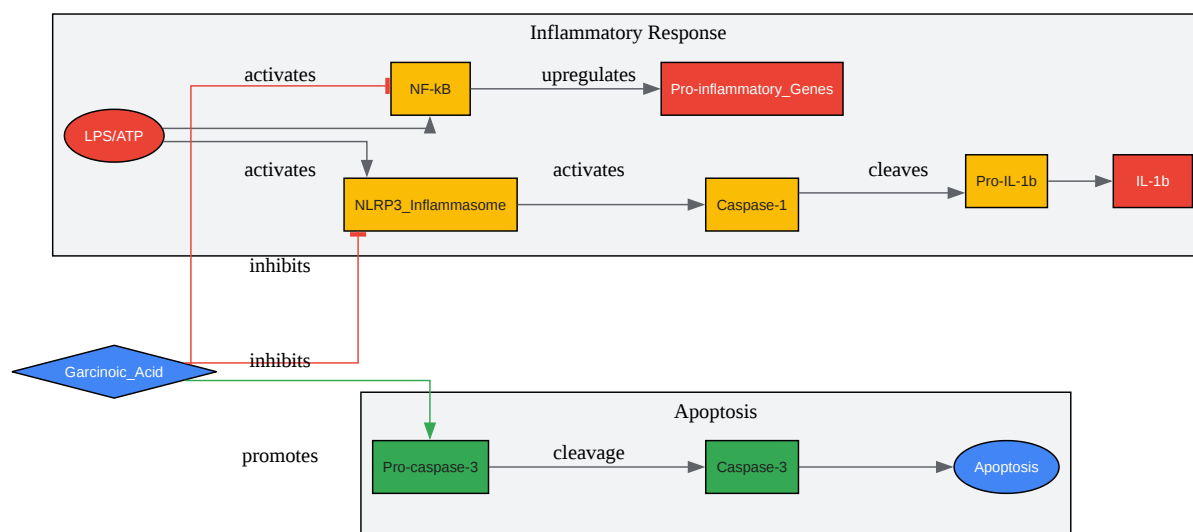 Inflammatory Response
activates
NF-kB
upregulates
Pro-inflammatory_Genes
LPS/ATP
activates
NLRP3_Inflammasome
activates
Caspase-1
cleaves
Pro-IL-1b
IL-1b
inhibits
inhibits
Garcinoic_Acid
Apoptosis
promotes
Pro-caspase-3
cleavage
Caspase-3
Apoptosis